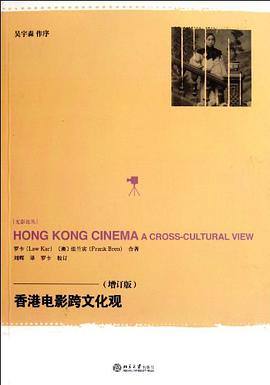 吴宇森 作序
[光影论丛]
HONG KONG CINEMA A CROSS-CULTURAL VIEW
罗卡 (Law Kar) [澳] 法兰宾 (Frank Bren) 合著
刘辉 译 罗卡 校订
(增订版)
香港电影跨文化观
北京大学出版社